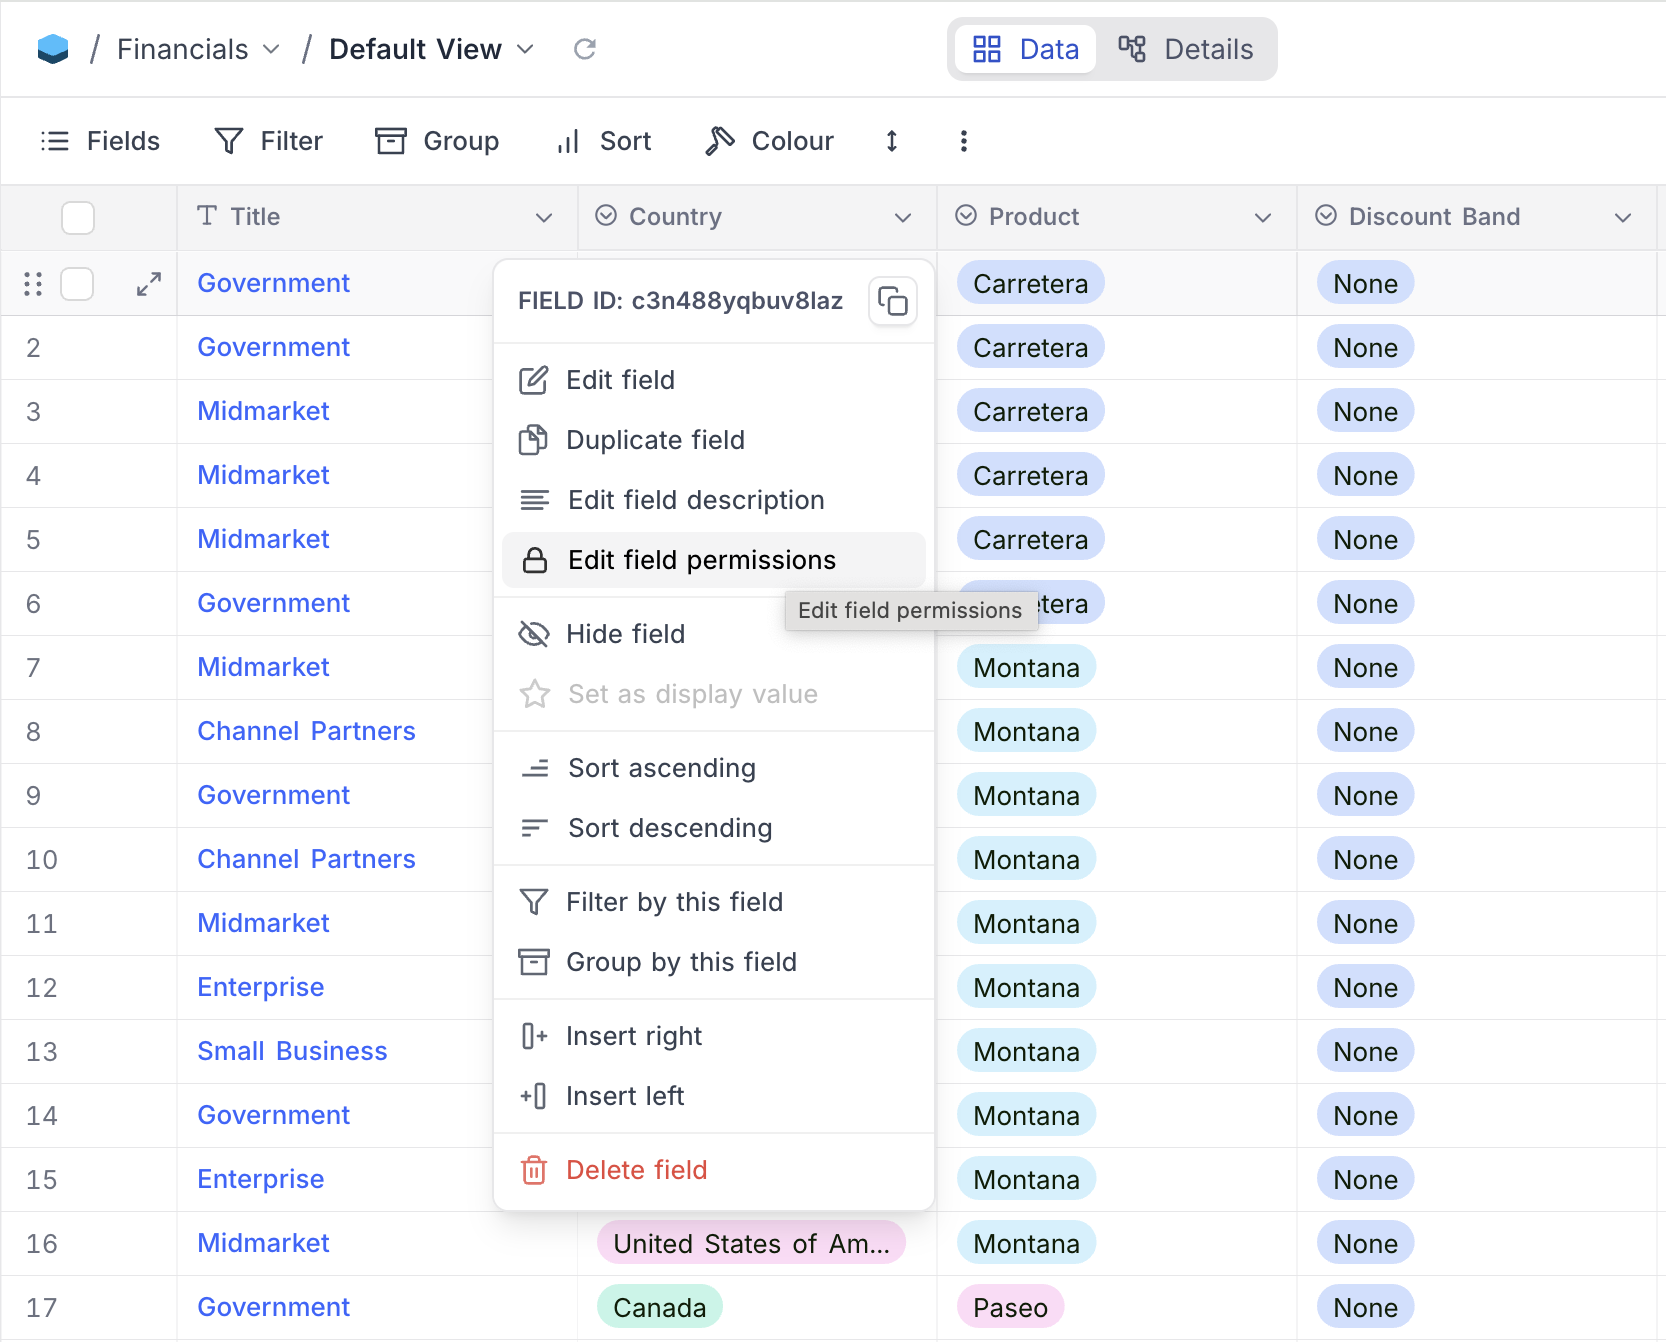 / Financials / Default View
Data Details
Fields Filter Group Sort Colour
Title Country Product Discount Band
Government Carretera None
2 Government Carretera None
3 Midmarket Carretera None
4 Midmarket Carretera None
5 Midmarket Carretera None
6 Government etera None
7 Midmarket Montana None
8 Channel Partners Montana None
9 Government Montana None
10 Channel Partners Montana None
11 Midmarket Montana None
12 Enterprise Montana None
13 Small Business Montana None
14 Government Montana None
15 Enterprise Montana None
16 Midmarket United States of Am... Montana None
17 Government Canada Paseo None
FIELD ID: c3n488yqbuv8laz
Edit field
Duplicate field
Edit field description
Edit field permissions
Edit field permissions
Hide field
Set as display value
Sort ascending
Sort descending
Filter by this field
Group by this field
Insert right
Insert left
Delete field